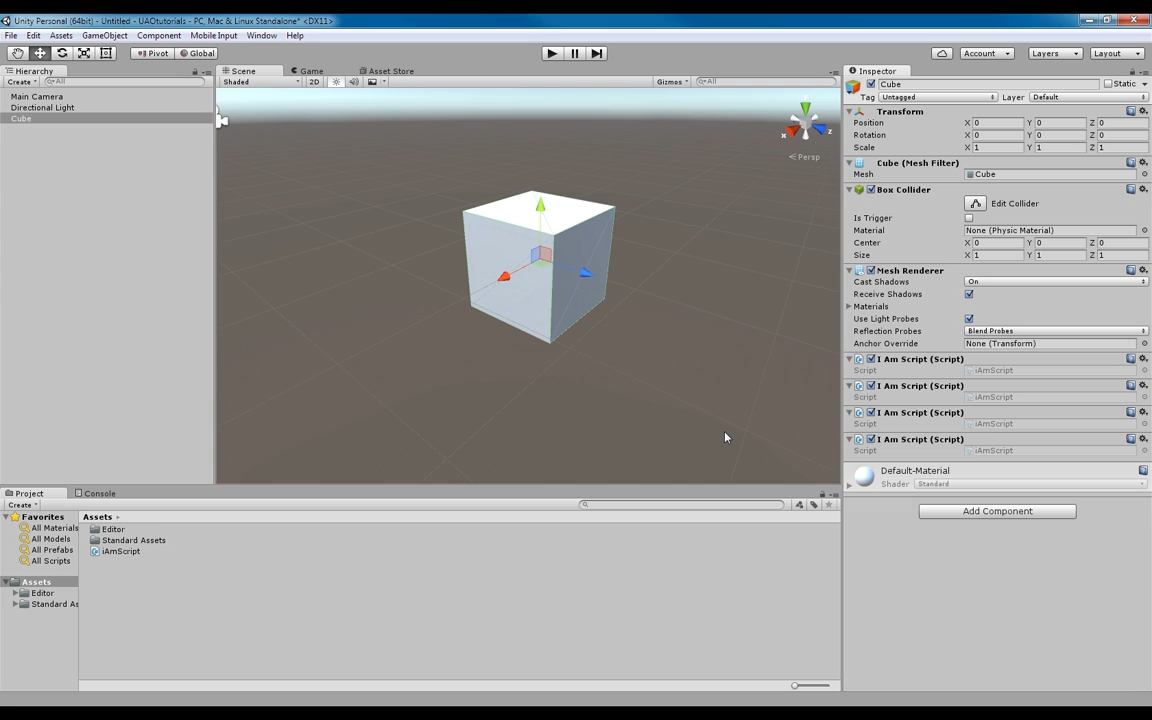 Unity Personal (64bit) - Untitled - UAOtutorials - PC, Mac & Linux Standalone* <DX11>
File Edit Assets GameObject Component Mobile Input Window Help
Pivot Global Account Layers Layout
Hierarchy
Create All
Main Camera
Directional Light
Cube
Scene Game Asset Store
Shaded 2D Gizmos All
x z
Persp
Inspector
Cube Static
Tag Untagged Layer Default
Transform
Position X 0 Y 0 Z 0
Rotation X 0 Y 0 Z 0
Scale X 1 Y 1 Z 1
Cube (Mesh Filter)
Mesh Cube
Box Collider
Edit Collider
Is Trigger
Material None (Physic Material)
Center X 0 Y 0 Z 0
Size X 1 Y 1 Z 1
Mesh Renderer
Cast Shadows On
Receive Shadows
Materials
Use Light Probes
Reflection Probes Blend Probes
Anchor Override None (Transform)
I Am Script (Script)
Script iAmScript
I Am Script (Script)
Script iAmScript
I Am Script (Script)
Script iAmScript
I Am Script (Script)
Script iAmScript
Default-Material
Shader Standard
Add Component
Project Console
Create
Favorites
All Materials
All Models
All Prefabs
All Scripts
Assets
Editor
Standard As
Assets
Editor
Standard Assets
iAmScript